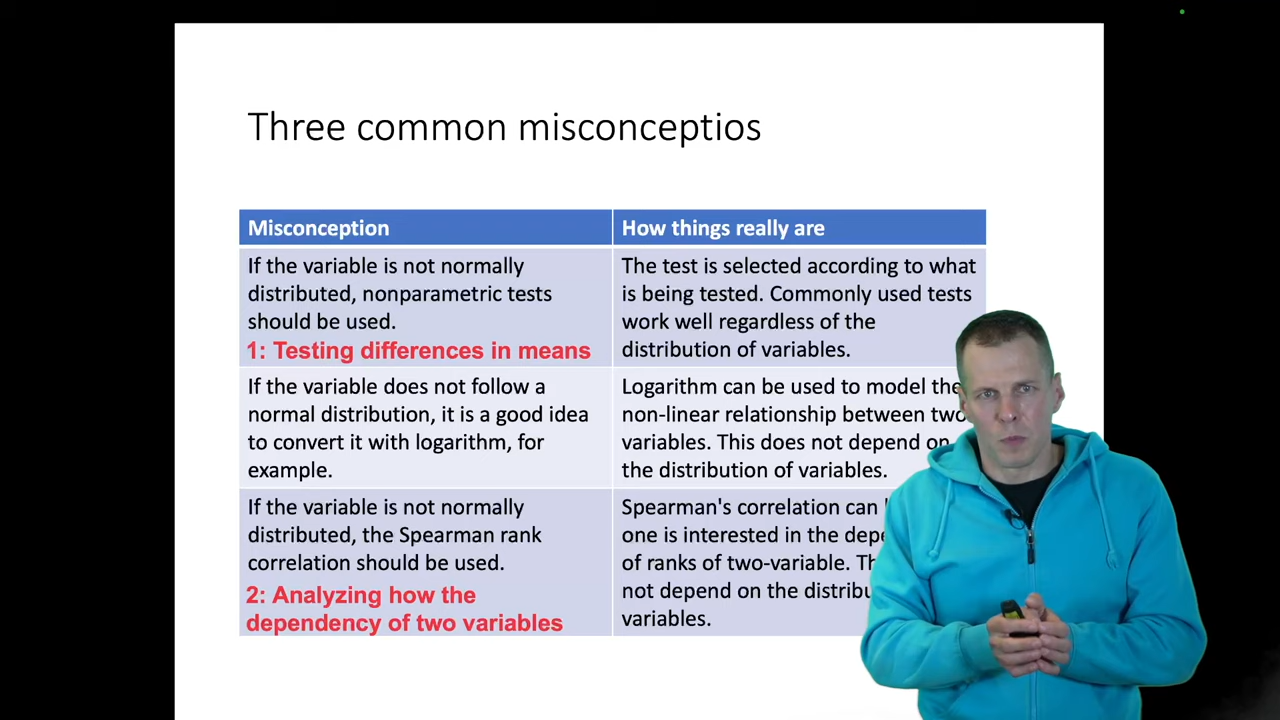 Three common misconceptios
Misconception
How things really are
If the variable is not normally
distributed, nonparametric tests
should be used.
1: Testing differences in means
The test is selected according to what
is being tested. Commonly used tests
work well regardless of the
distribution of variables.
If the variable does not follow a
normal distribution, it is a good idea
to convert it with logarithm, for
example.
Logarithm can be used to model the
non-linear relationship between two
variables. This does not depend on
the distribution of variables.
If the variable is not normally
distributed, the Spearman rank
correlation should be used.
2: Analyzing how the
dependency of two variables
Spearman's correlation can
one is interested in the
of ranks of two-variable.
not depend on the
variables.